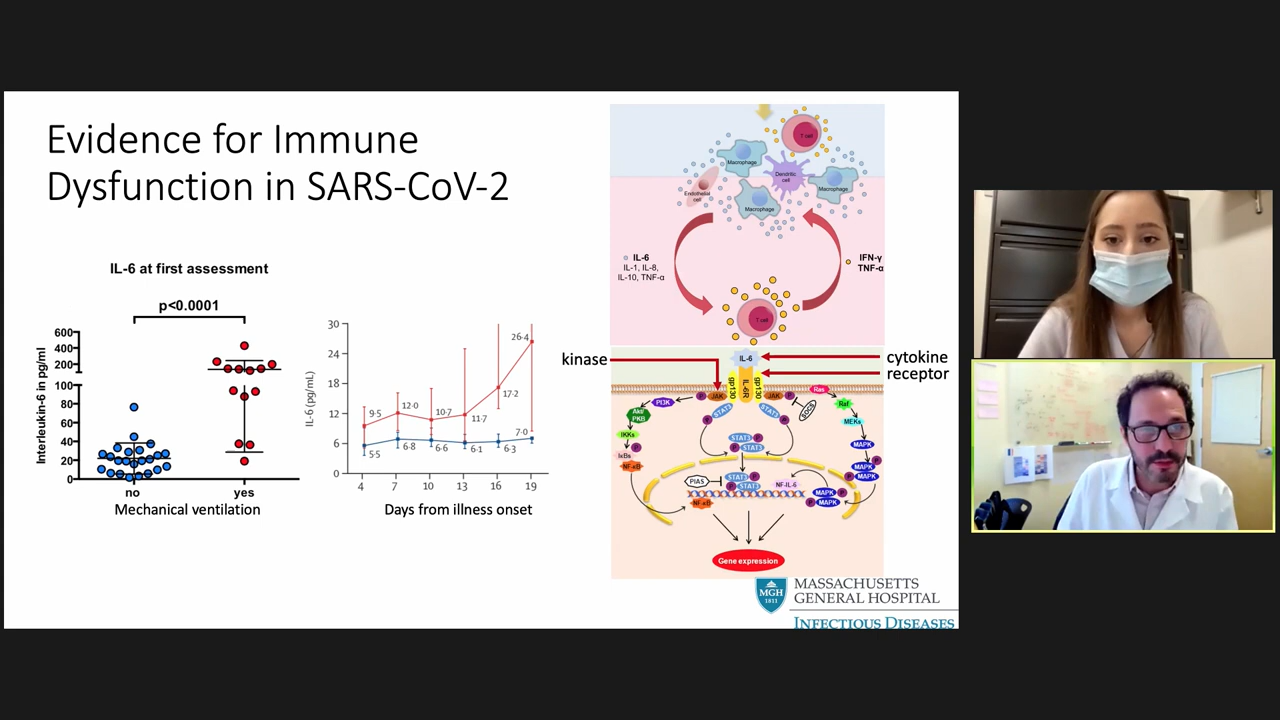 Evidence for Immune
Dysfunction in SARS-CoV-2
IL-6 at first assessment
p<0.0001
Interleukin-6 in pg/ml
600
400
200
100
80
60
40
20
0
no
yes
Mechanical ventilation
IL-6 (pg/mL)
30
24
18
12
6
0
9·5
12·0
10·7
11·7
17·2
26·4
5·5
6·8
6·6
6·1
6·3
7·0
4
7
10
13
16
19
Days from illness onset
T cell
Macrophage
Dendritic
cell
Macrophage
Endothelial
cell
Macrophage
IL-6
IL-1, IL-8,
IL-10, TNF-α
IFN-γ
TNF-α
T cell
kinase
IL-6
cytokine
receptor
gp130
IL-6R
gp130
P
JAK
JAK
P
Ras
PI3K
STAT3
STAT3
SOCS
Raf
Akt/
PKB
MEKs
IKKs
STAT3
P
P
STAT3
MAPK
IκBs
NF-κB
MAPK
P
P
MAPK
PIAS
STAT3
P
P
STAT3
NF-IL-6
MAPK
P
P
MAPK
NF-κB
Gene expression
MGH
1811
MASSACHUSETTS
GENERAL HOSPITAL
INFECTIOUS DISEASES